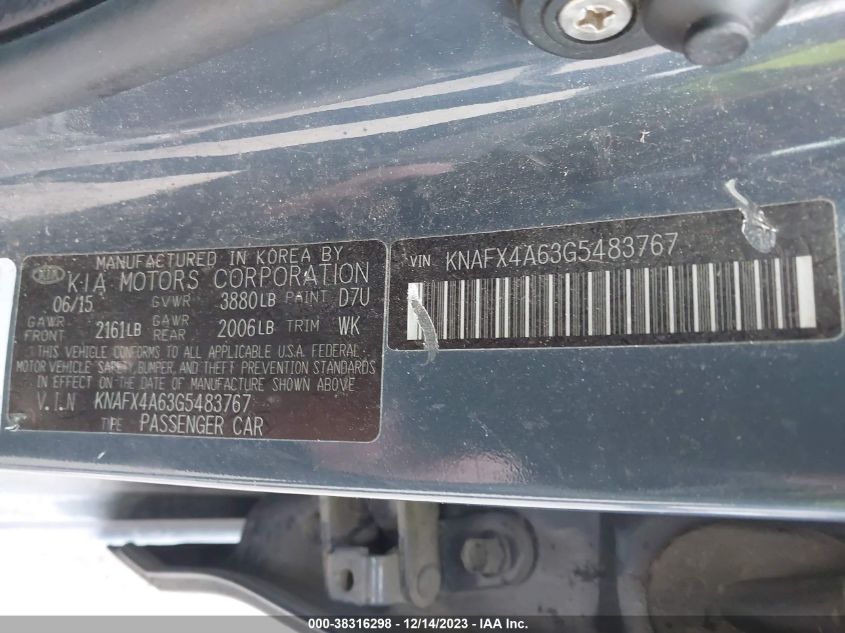 KIA
MANUFACTURED IN KOREA BY
KIA MOTORS CORPORATION
06/15 GVWR 3880LB PAINT D7U
GAWR FRONT 2161LB GAWR REAR 2006LB TRIM WK
THIS VEHICLE CONFORMS TO ALL APPLICABLE U.S.A. FEDERAL
MOTOR VEHICLE SAFETY, BUMPER, AND THEFT PREVENTION STANDARDS
IN EFFECT ON THE DATE OF MANUFACTURE SHOWN ABOVE
V.I.N KNAFX4A63G5483767
TYPE PASSENGER CAR
VIN KNAFX4A63G5483767
000-38316298 - 12/14/2023 - IAA Inc.